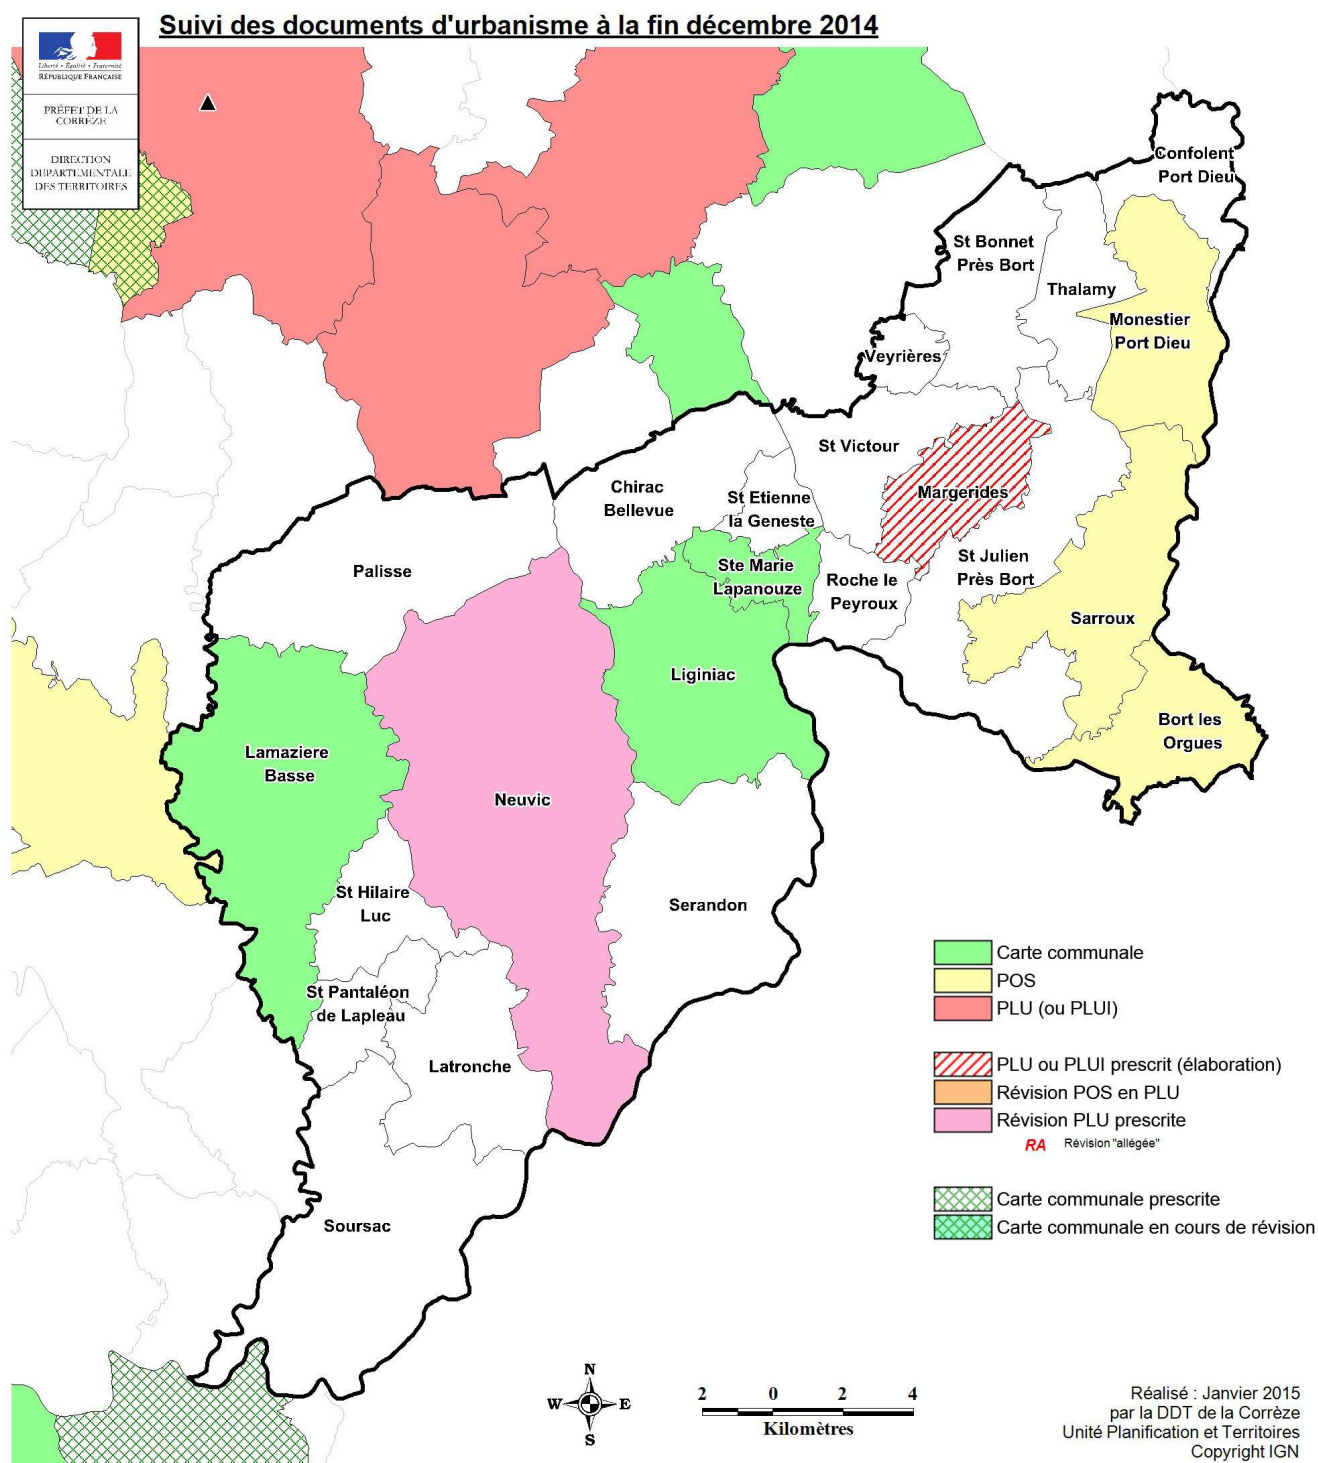 Suivi des documents d'urbanisme à la fin décembre 2014
Liberté • Égalité • Fraternité
RÉPUBLIQUE FRANÇAISE
PRÉFET DE LA
CORRÈZE
DIRECTION
DEPARTEMENTALE
DES TERRITOIRES
Confolent
Port Dieu
St Bonnet
Près Bort
Thalamy
Monestier
Port Dieu
Veyrières
St Victour
Margerides
Chirac
Bellevue
St Etienne
la Geneste
Palisse
Ste Marie
Lapanouze
Roche le
Peyroux
St Julien
Près Bort
Sarroux
Liginiac
Bort les
Orgues
Lamaziere
Basse
Neuvic
St Hilaire
Luc
Serandon
St Pantaléon
de Lapleau
Latronche
Soursac
Carte communale
POS
PLU (ou PLUI)
PLU ou PLUI prescrit (élaboration)
Révision POS en PLU
Révision PLU prescrite
RA Révision "allégée"
Carte communale prescrite
Carte communale en cours de révision
N
W E
S
2 0 2 4
Kilomètres
Réalisé : Janvier 2015
par la DDT de la Corrèze
Unité Planification et Territoires
Copyright IGN